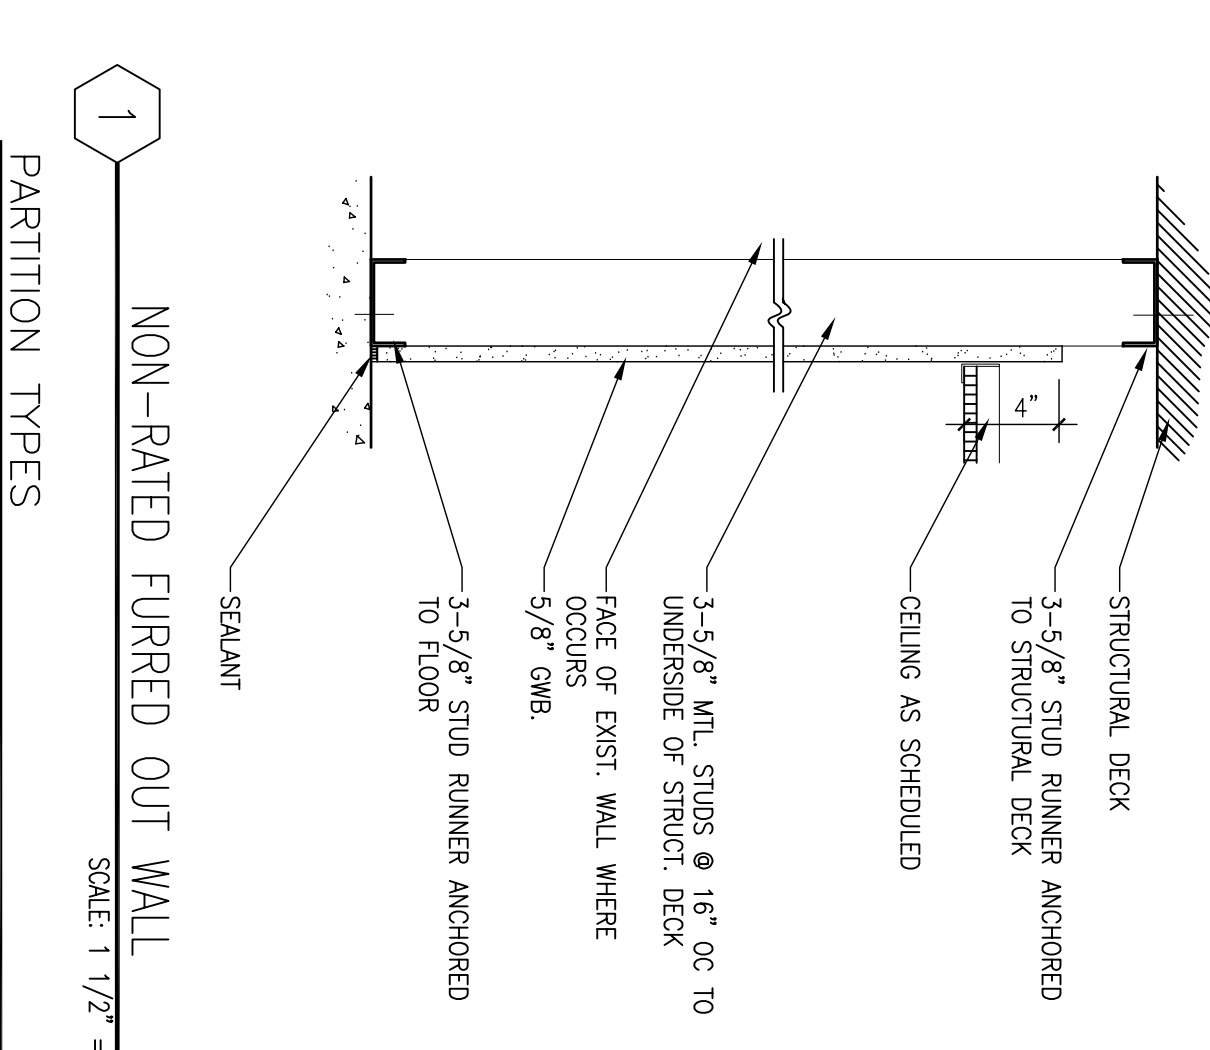 STRUCTURAL DECK
3-5/8" STUD RUNNER ANCHORED
TO STRUCTURAL DECK
4"
CEILING AS SCHEDULED
3-5/8" MTL. STUDS @ 16" OC TO
UNDERSIDE OF STRUCT. DECK
FACE OF EXIST. WALL WHERE
OCCURS
5/8" GWB.
3-5/8" STUD RUNNER ANCHORED
TO FLOOR
SEALANT
NON-RATED FURRED OUT WALL
1
SCALE: 1 1/2" =
PARTITION TYPES